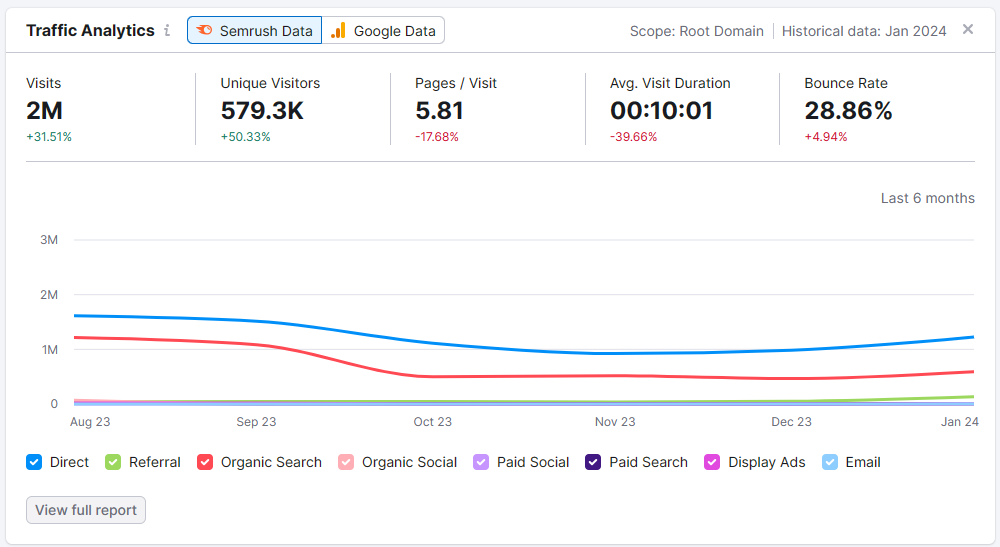 Traffic Analytics i Semrush Data Google Data Scope: Root Domain Historical data: Jan 2024
Visits Unique Visitors Pages / Visit Avg. Visit Duration Bounce Rate
2M 579.3K 5.81 00:10:01 28.86%
+31.51% +50.33% -17.68% -39.66% +4.94%
Last 6 months
3M
2M
1M
0
Aug 23 Sep 23 Oct 23 Nov 23 Dec 23 Jan 24
Direct Referral Organic Search Organic Social Paid Social Paid Search Display Ads Email
View full report